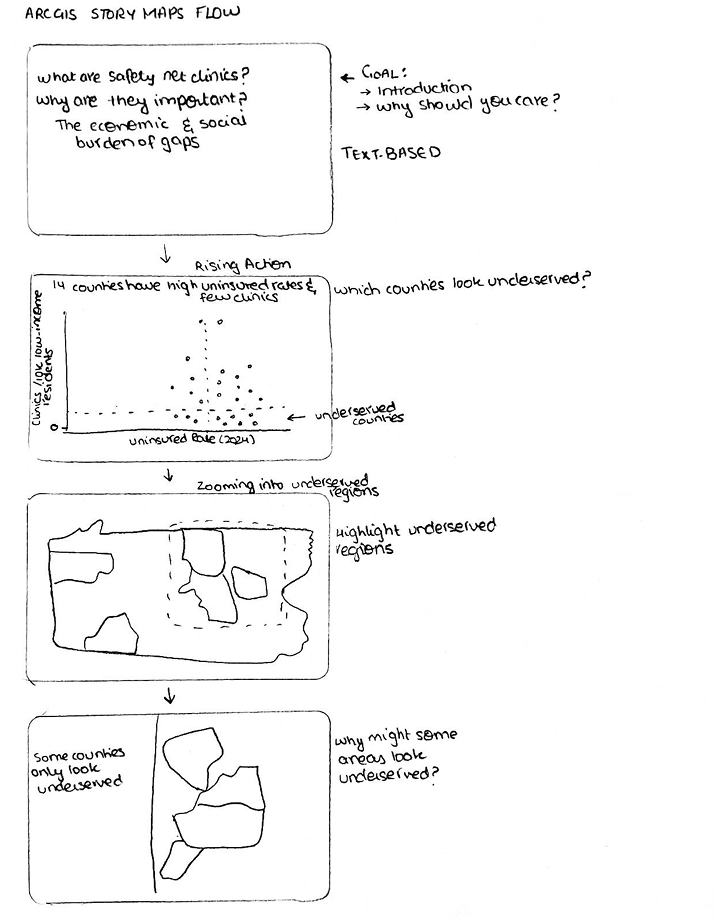 ARCGIS STORY MAPS FLOW
what are safety net clinics?
why are they important?
The economic & social
burden of gaps
← GOAL:
→ Introduction
→ why should you care?
TEXT-BASED
Rising Action
14 counties have high uninsured rates &
few clinics
which counties look underserved?
clinics/10k low-income
residents
0
uninsured Rate (2024)
← underserved
counties
zooming into underserved
regions
Highlight underserved
regions
Some counties
only look
underserved
why might some
areas look
underserved?